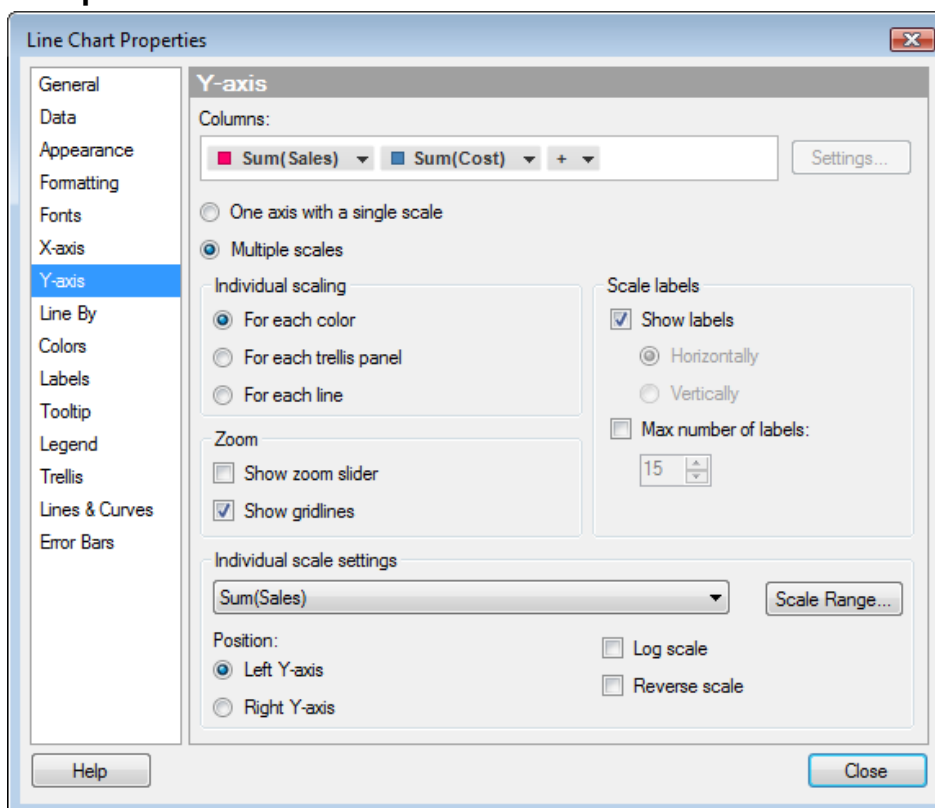 Line Chart Properties
General
Data
Appearance
Formatting
Fonts
X-axis
Y-axis
Line By
Colors
Labels
Tooltip
Legend
Trellis
Lines & Curves
Error Bars
Y-axis
Columns:
Sum(Sales) Sum(Cost) +
Settings...
One axis with a single scale
Multiple scales
Individual scaling
For each color
For each trellis panel
For each line
Scale labels
Show labels
Horizontally
Vertically
Max number of labels:
15
Zoom
Show zoom slider
Show gridlines
Individual scale settings
Sum(Sales)
Scale Range...
Position:
Left Y-axis
Right Y-axis
Log scale
Reverse scale
Help
Close